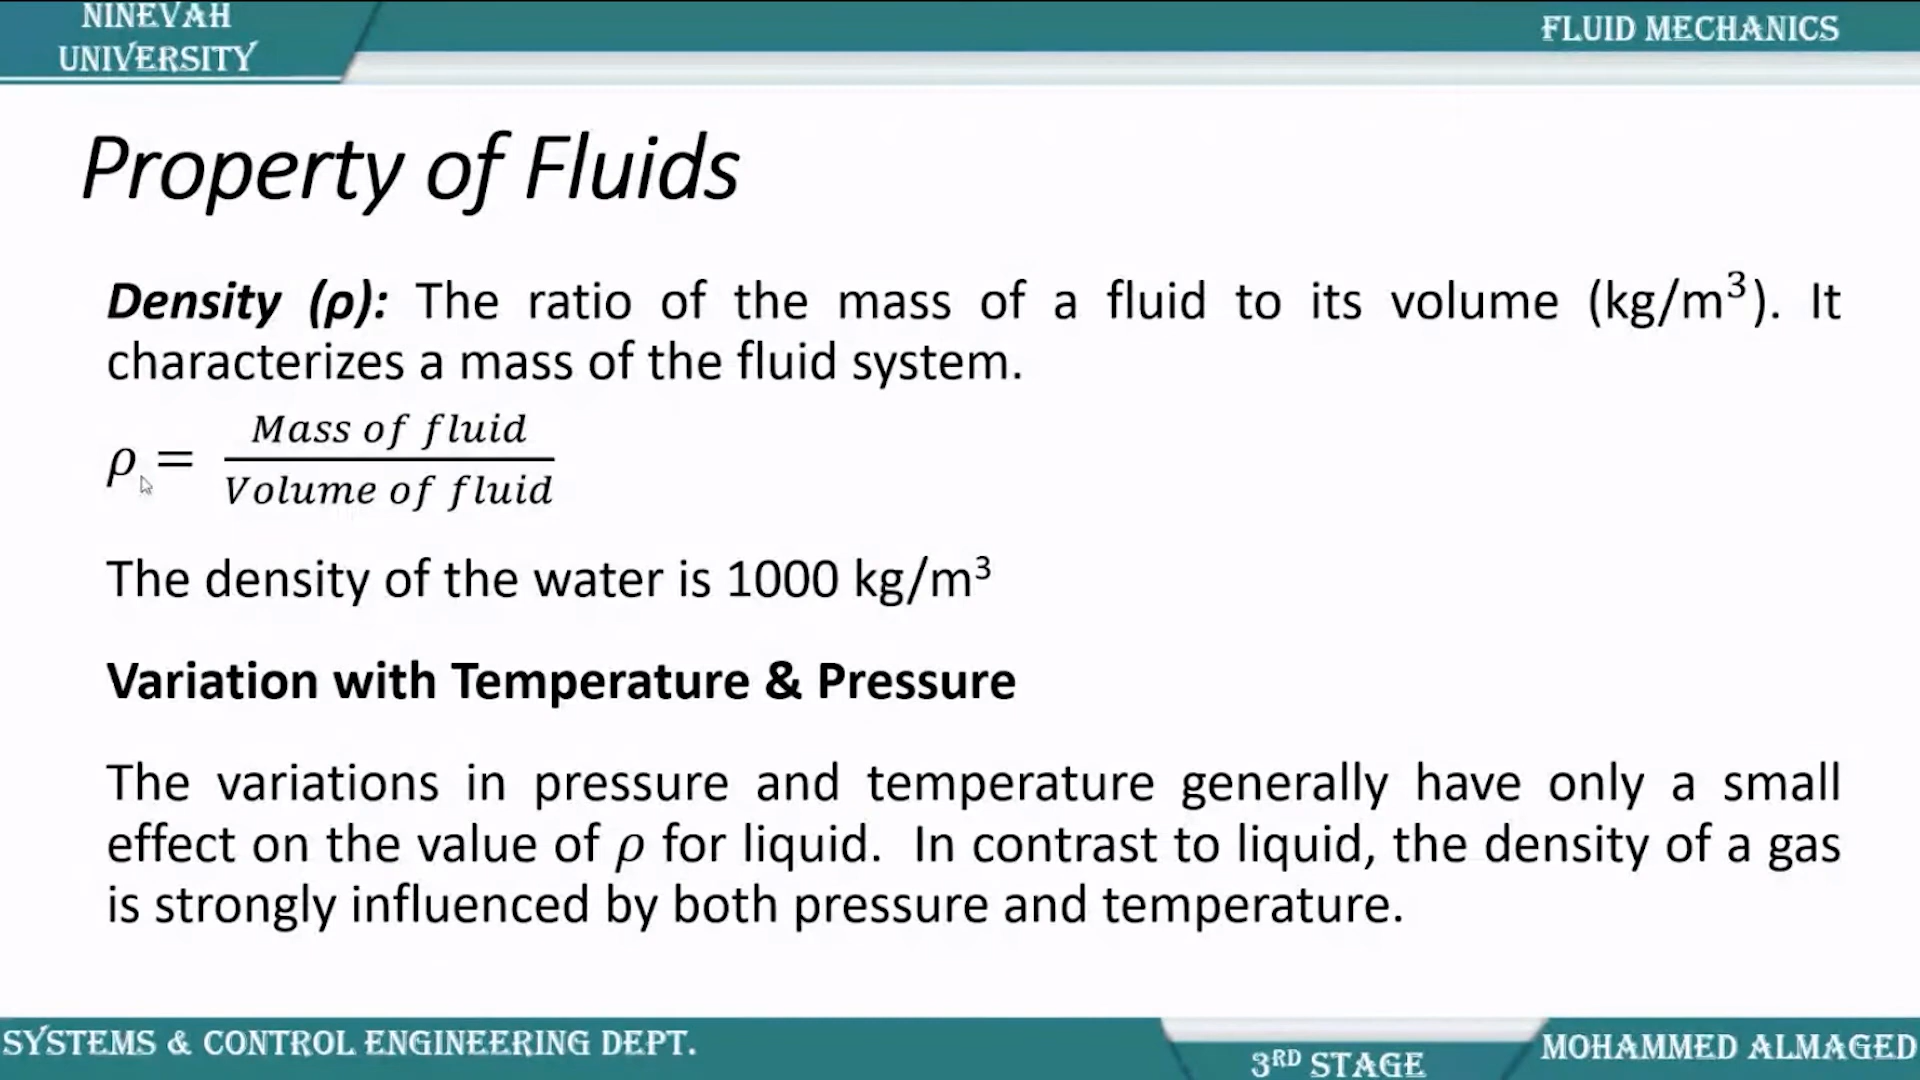 NINEVAH
UNIVERSITY
FLUID MECHANICS
Property of Fluids
Density (ρ): The ratio of the mass of a fluid to its volume (kg/m³). It
characterizes a mass of the fluid system.
ρ = Mass of fluid / Volume of fluid
The density of the water is 1000 kg/m³
Variation with Temperature & Pressure
The variations in pressure and temperature generally have only a small
effect on the value of ρ for liquid. In contrast to liquid, the density of a gas
is strongly influenced by both pressure and temperature.
SYSTEMS & CONTROL ENGINEERING DEPT.
3RD STAGE
MOHAMMED ALMAGED